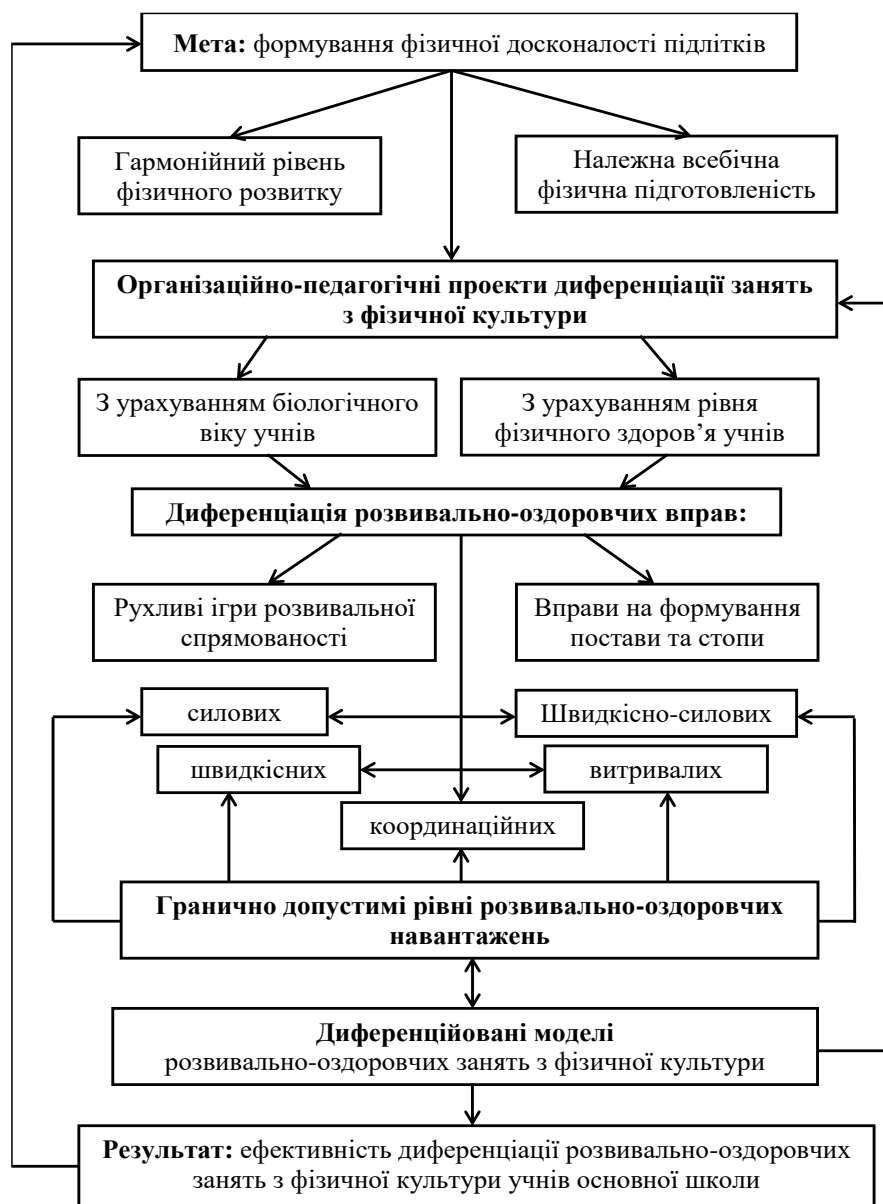 Мета: формування фізичної досконалості підлітків
Гармонійний рівень
фізичного розвитку
Належна всебічна
фізична підготовленість
Організаційно-педагогічні проекти диференціації занять
з фізичної культури
З урахуванням біологічного
віку учнів
З урахуванням рівня
фізичного здоров’я учнів
Диференціація розвивально-оздоровчих вправ:
Рухливі ігри розвивальної
спрямованості
Вправи на формування
постави та стопи
силових
Швидкісно-силових
швидкісних
витривалих
координаційних
Гранично допустимі рівні розвивально-оздоровчих
навантажень
Диференційовані моделі
розвивально-оздоровчих занять з фізичної культури
Результат: ефективність диференціації розвивально-оздоровчих
занять з фізичної культури учнів основної школи